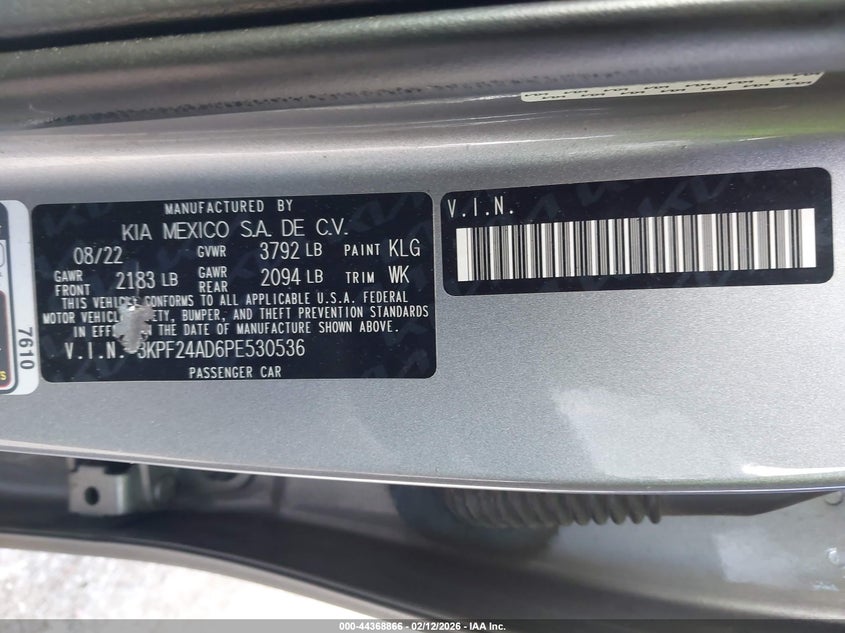 MANUFACTURED BY
KIA MEXICO S.A. DE C.V.
08/22 GVWR 3792 LB PAINT KLG
GAWR FRONT 2183 LB GAWR REAR 2094 LB TRIM WK
THIS VEHICLE CONFORMS TO ALL APPLICABLE U.S.A. FEDERAL
MOTOR VEHICLE BUMPER, AND THEFT PREVENTION STANDARDS
IN EFFECT THE DATE OF MANUFACTURE SHOWN ABOVE.
V.I.N. 3KPF24AD6PE530536
PASSENGER CAR
V.I.N.
7610
000-44368866 - 02/12/2026 - IAA Inc.